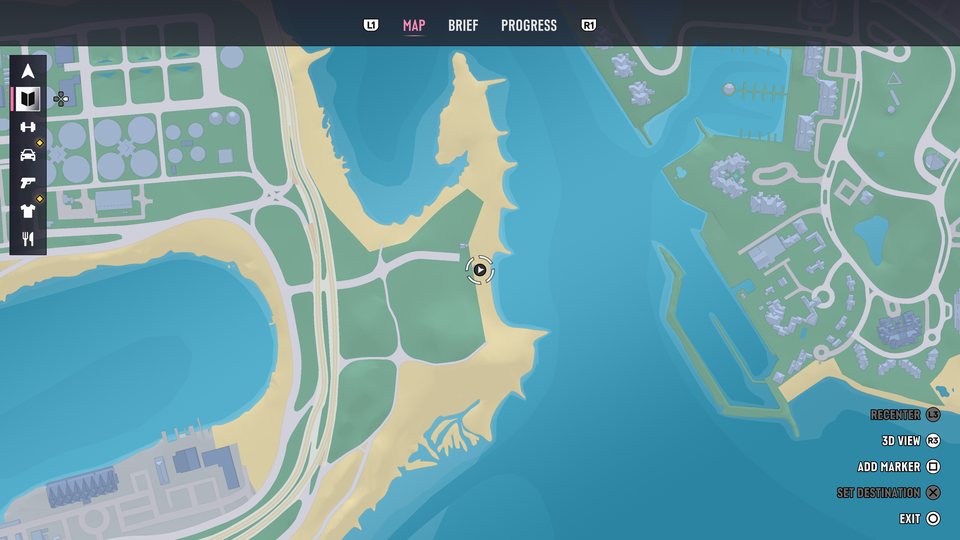 L1 MAP BRIEF PROGRESS R1
RECENTER L3
3D VIEW R3
ADD MARKER
SET DESTINATION
EXIT